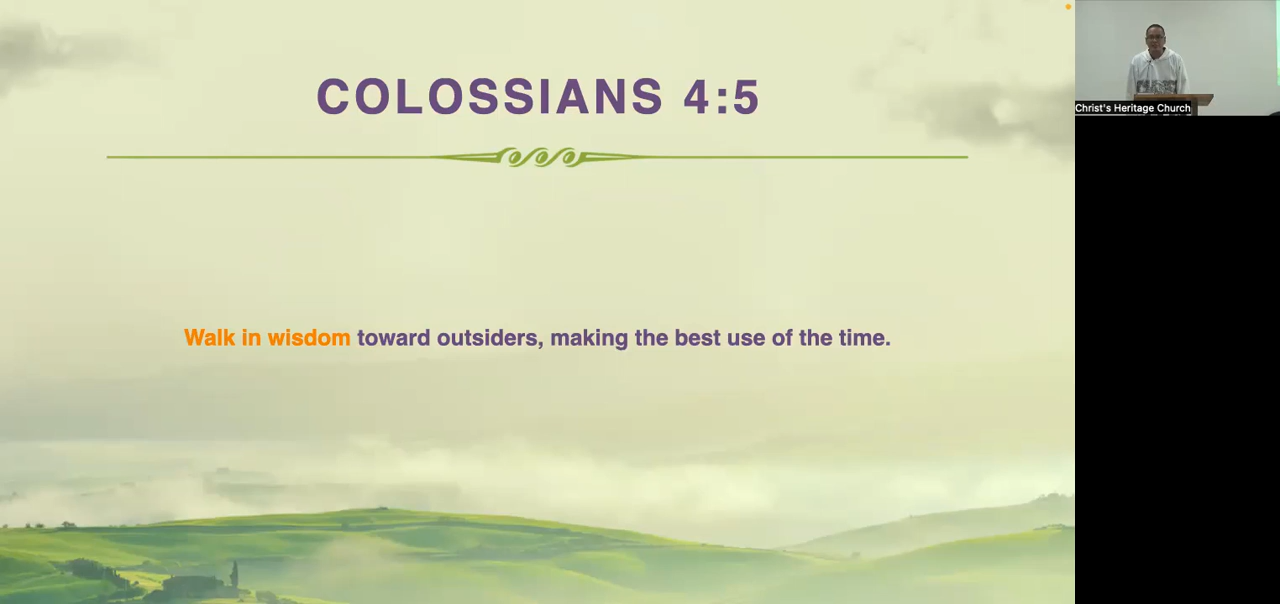 COLOSSIANS 4:5
Walk in wisdom toward outsiders, making the best use of the time.
Christ's Heritage Church